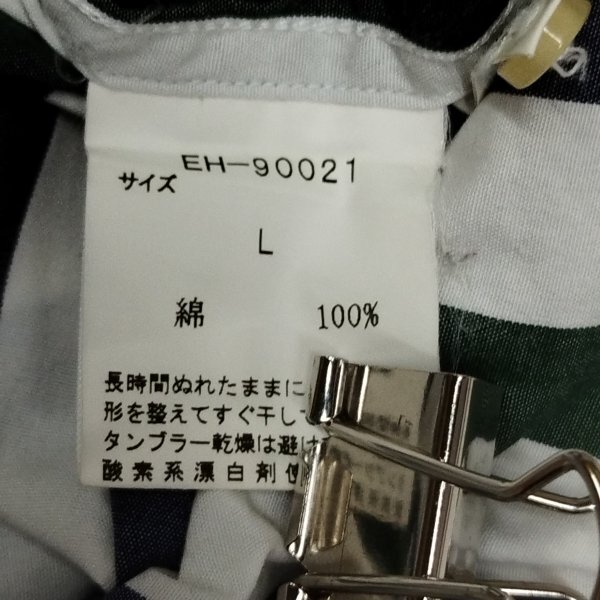 EH-90021
サイズ
L
綿 100%
長時間ぬれたままに
形を整えてすぐ干して
タンブラー乾燥は避け
酸素系漂白剤使